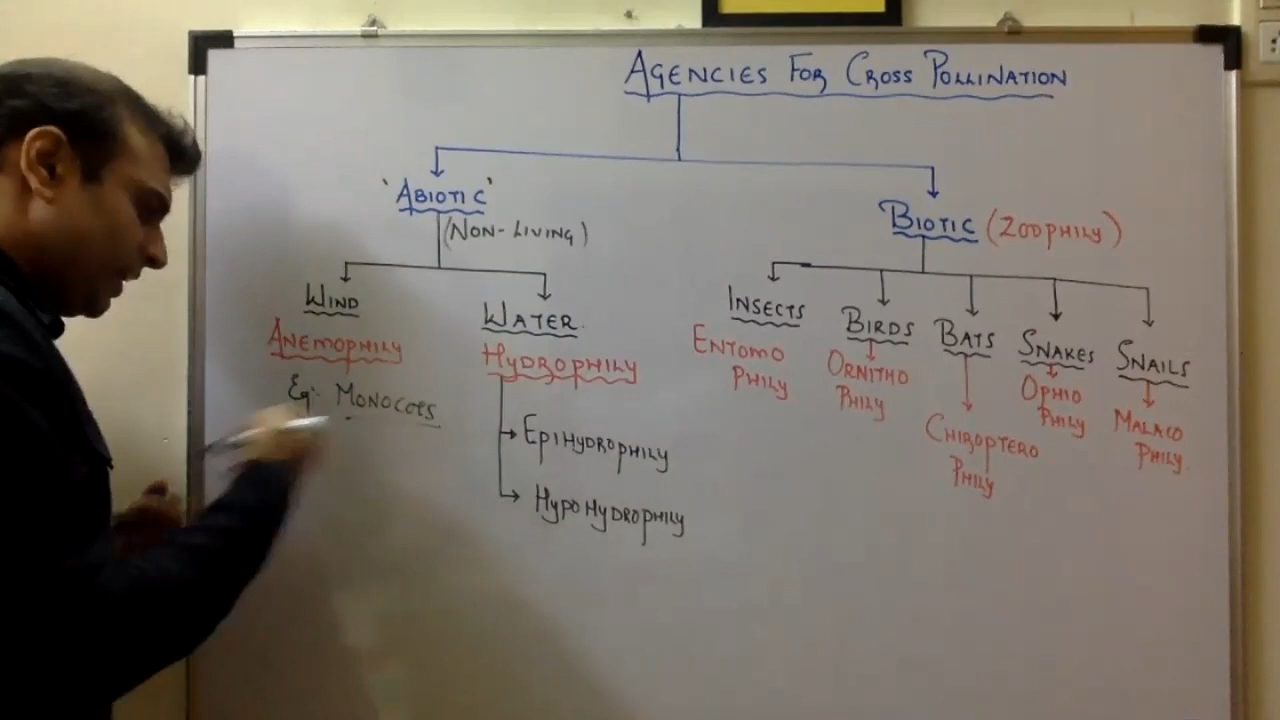 AGENCIES FOR CROSS POLLINATION
'ABIOTIC'
(NON-LIVING)
BIOTIC (ZOOPHILY)
WIND
ANEMOPHILY
Eg:- MONOCOTS
WATER
HYDROPHILY
EPIHYDROPHILY
HYPOHYDROPHILY
INSECTS
ENTOMO
PHILY
BIRDS
ORNITHO
PHILY
BATS
CHIROPTERO
PHILY
SNAKES
OPHIO
PHILY
SNAILS
MALACO
PHILY